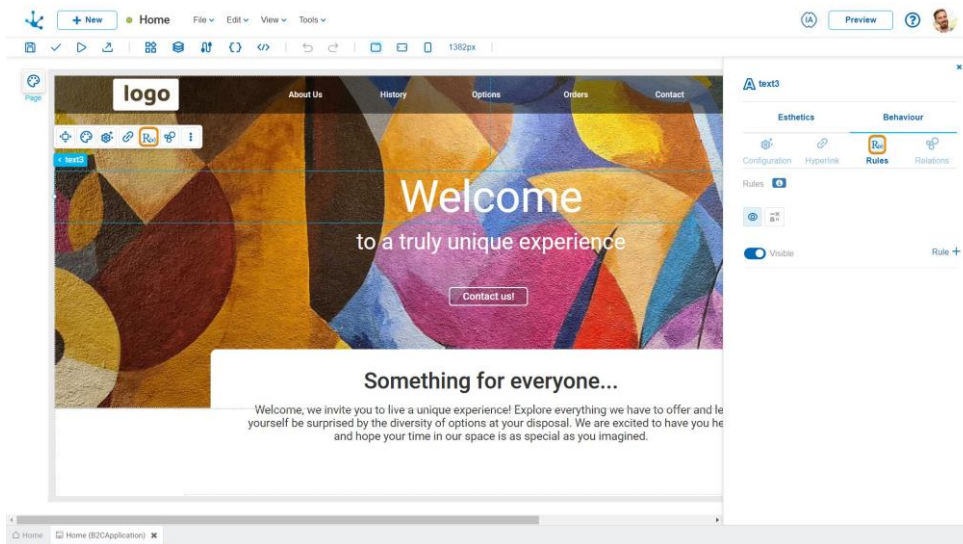 + New
Home
File
Edit
View
Tools
IA
Preview
?
1382px
Page
logo
About Us
History
Options
Orders
Contact
text3
Welcome
to a truly unique experience
Contact us!
Something for everyone...
Welcome, we invite you to live a unique experience! Explore everything we have to offer and le
yourself be surprised by the diversity of options at your disposal. We are excited to have you he
and hope your time in our space is as special as you imagined.
text3
Esthetics
Behaviour
Configuration
Hyperlink
Rules
Relations
Rules
Visible
Rule +
Home
Home (B2CApplication)